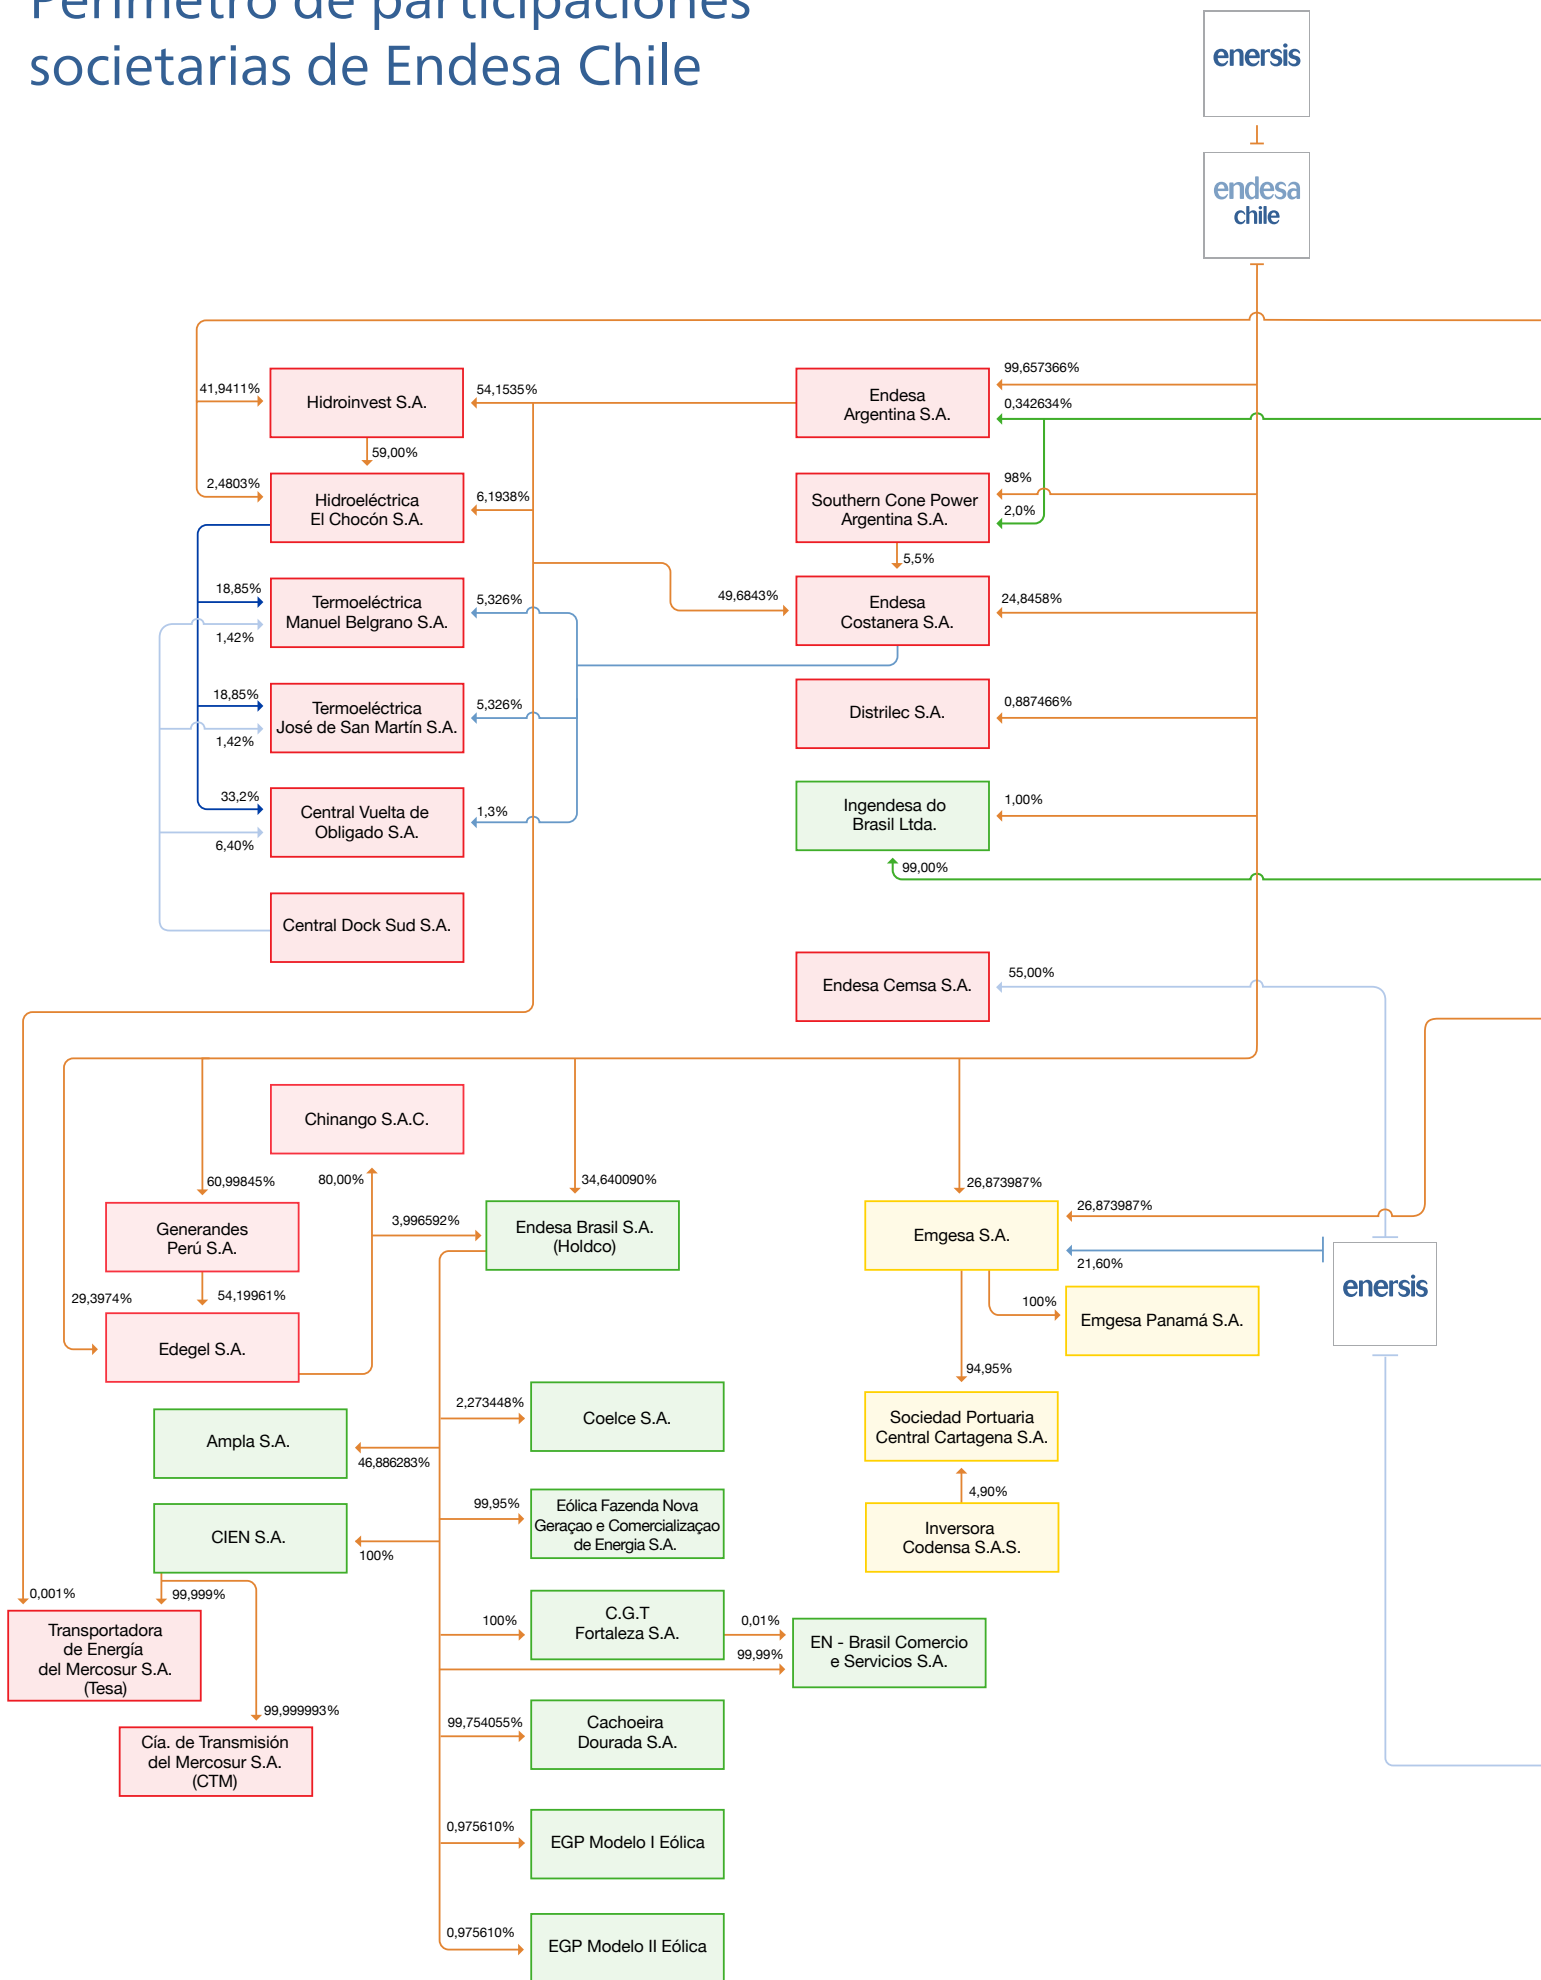 Perímetro de participaciones
societarias de Endesa Chile
enersis
endesa
chile
41,9411%
Hidroinvest S.A.
54,1535%
Endesa
Argentina S.A.
99,657366%
0,342634%
59,00%
2,4803%
Hidroeléctrica
El Chocón S.A.
6,1938%
Southern Cone Power
Argentina S.A.
98%
2,0%
5,5%
18,85%
1,42%
Termoeléctrica
Manuel Belgrano S.A.
5,326%
49,6843%
Endesa
Costanera S.A.
24,8458%
18,85%
1,42%
Termoeléctrica
José de San Martín S.A.
5,326%
Distrilec S.A.
0,887466%
33,2%
6,40%
Central Vuelta de
Obligado S.A.
1,3%
Ingendesa do
Brasil Ltda.
1,00%
99,00%
Central Dock Sud S.A.
Endesa Cemsa S.A.
55,00%
Chinango S.A.C.
60,99845%
80,00%
34,640090%
26,873987%
Generandes
Perú S.A.
3,996592%
Endesa Brasil S.A.
(Holdco)
Emgesa S.A.
26,873987%
21,60%
enersis
29,3974%
54,19961%
100%
Emgesa Panamá S.A.
Edegel S.A.
94,95%
2,273448%
Coelce S.A.
Sociedad Portuaria
Central Cartagena S.A.
Ampla S.A.
46,886283%
4,90%
99,95%
Eólica Fazenda Nova
Geraçao e Comercializaçao
de Energia S.A.
Inversora
Codensa S.A.S.
CIEN S.A.
100%
0,001%
99,999%
Transportadora
de Energía
del Mercosur S.A.
(Tesa)
100%
C.G.T
Fortaleza S.A.
0,01%
99,99%
EN - Brasil Comercio
e Servicios S.A.
99,999993%
Cía. de Transmisión
del Mercosur S.A.
(CTM)
99,754055%
Cachoeira
Dourada S.A.
0,975610%
EGP Modelo I Eólica
0,975610%
EGP Modelo II Eólica